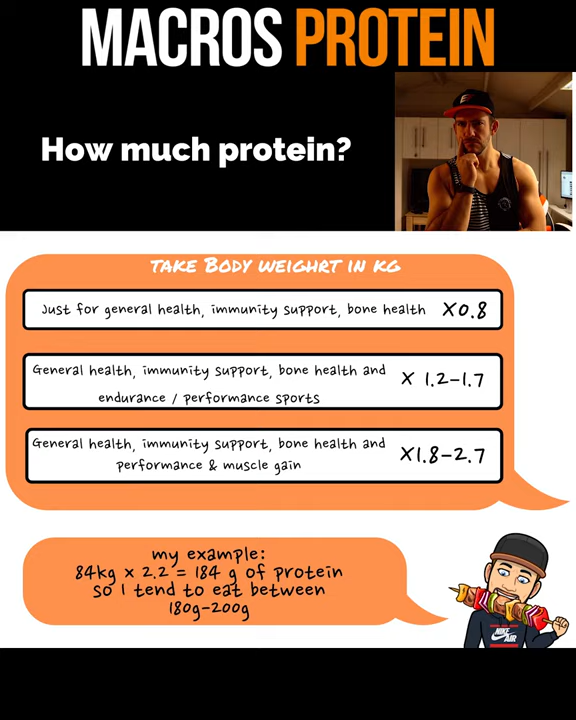 MACROS PROTEIN
How much protein?
TAKE BODY WEIGHRT IN KG
Just for general health, immunity support, bone health X0.8
General health, immunity support, bone health and
endurance / performance sports
X 1.2-1.7
General health, immunity support, bone health and
performance & muscle gain
X1.8-2.7
my example:
84kg x 2.2 = 184 g of protein
so I tend to eat between
180g-200g
NIKE
AIR